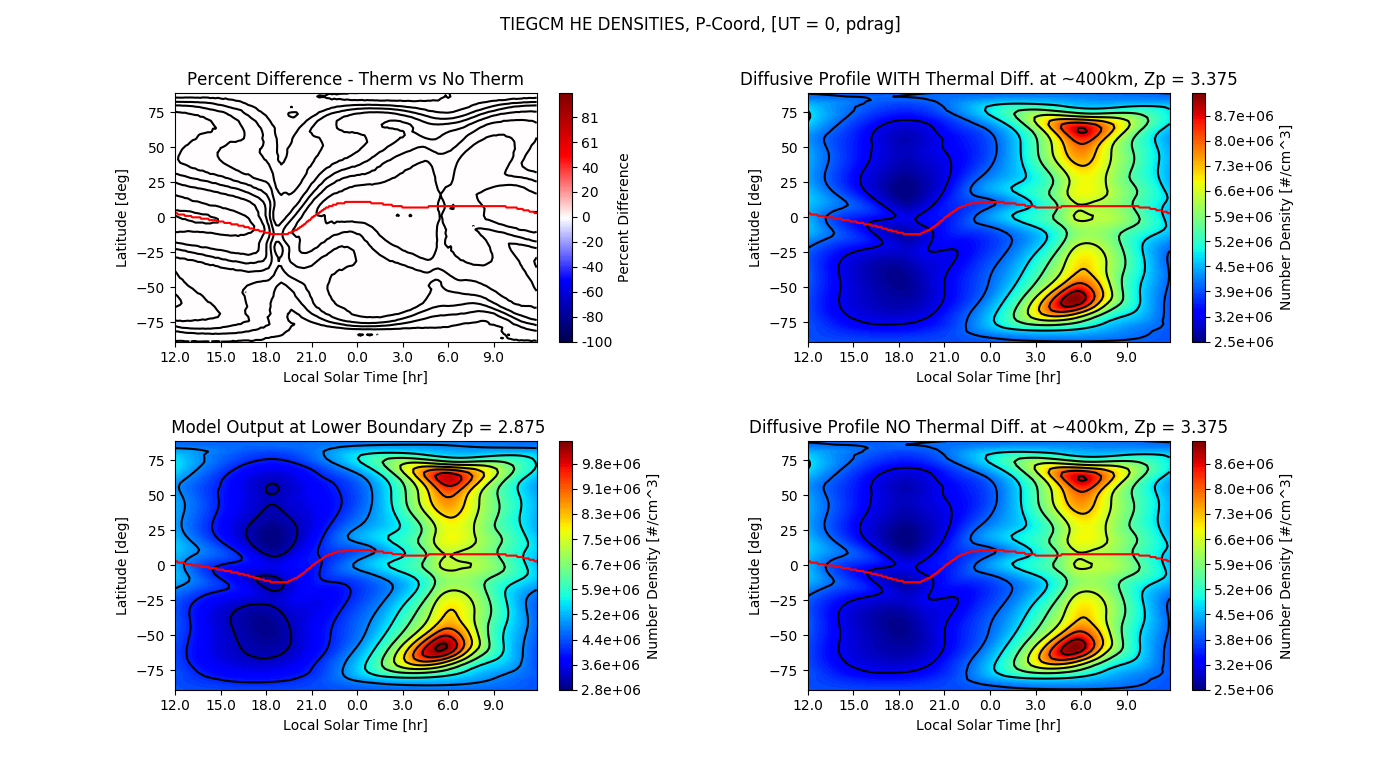 TIEGCM HE DENSITIES, P-Coord, [UT = 0, pdrag]
Percent Difference - Therm vs No Therm
Latitude [deg]
75
50
25
0
−25
−50
−75
12.0 15.0 18.0 21.0 0.0 3.0 6.0 9.0
Local Solar Time [hr]
81
61
40
20
0
-20
-40
-60
-80
-100
Percent Difference
Diffusive Profile WITH Thermal Diff. at ~400km, Zp = 3.375
Latitude [deg]
75
50
25
0
−25
−50
−75
12.0 15.0 18.0 21.0 0.0 3.0 6.0 9.0
Local Solar Time [hr]
8.7e+06
8.0e+06
7.3e+06
6.6e+06
5.9e+06
5.2e+06
4.5e+06
3.9e+06
3.2e+06
2.5e+06
Number Density [#/cm^3]
Model Output at Lower Boundary Zp = 2.875
Latitude [deg]
75
50
25
0
−25
−50
−75
12.0 15.0 18.0 21.0 0.0 3.0 6.0 9.0
Local Solar Time [hr]
9.8e+06
9.1e+06
8.3e+06
7.5e+06
6.7e+06
5.9e+06
5.2e+06
4.4e+06
3.6e+06
2.8e+06
Number Density [#/cm^3]
Diffusive Profile NO Thermal Diff. at ~400km, Zp = 3.375
Latitude [deg]
75
50
25
0
−25
−50
−75
12.0 15.0 18.0 21.0 0.0 3.0 6.0 9.0
Local Solar Time [hr]
8.6e+06
7.9e+06
7.3e+06
6.6e+06
5.9e+06
5.2e+06
4.5e+06
3.8e+06
3.2e+06
2.5e+06
Number Density [#/cm^3]